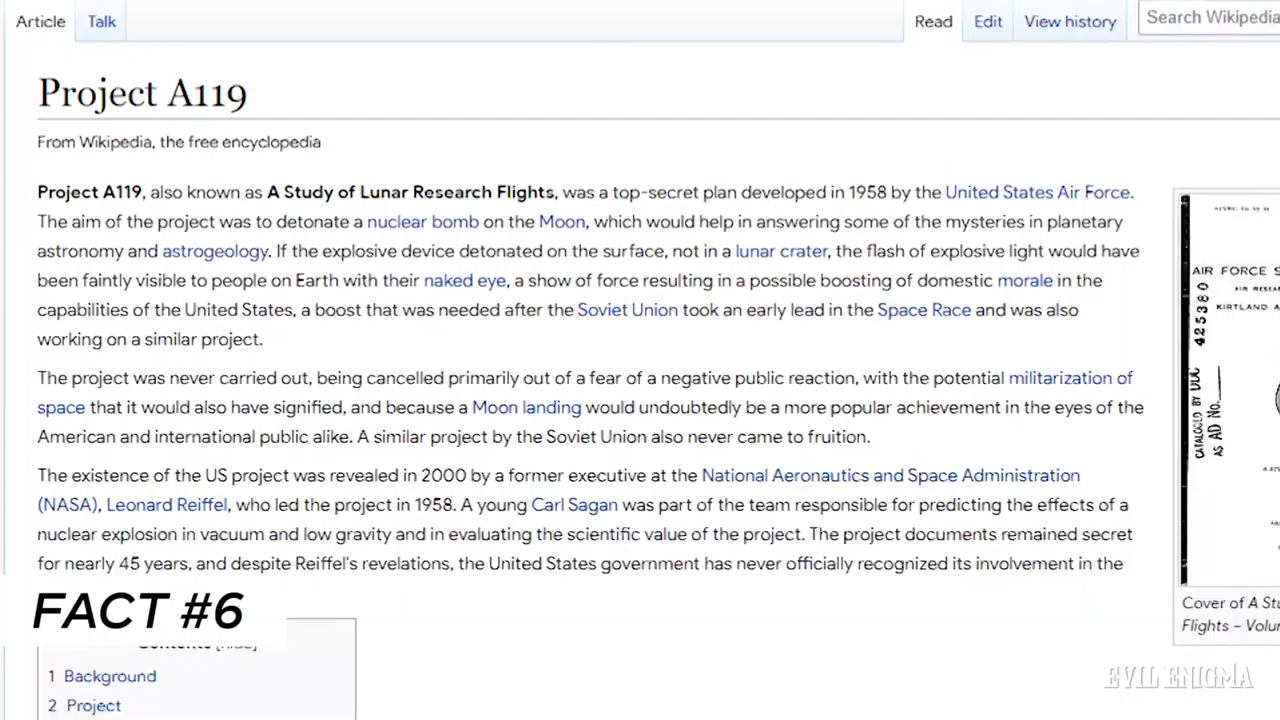 Article Talk Read Edit View history Search Wikipedia
Project A119
From Wikipedia, the free encyclopedia
Project A119, also known as A Study of Lunar Research Flights, was a top-secret plan developed in 1958 by the United States Air Force.
The aim of the project was to detonate a nuclear bomb on the Moon, which would help in answering some of the mysteries in planetary
astronomy and astrogeology. If the explosive device detonated on the surface, not in a lunar crater, the flash of explosive light would have
been faintly visible to people on Earth with their naked eye, a show of force resulting in a possible boosting of domestic morale in the
capabilities of the United States, a boost that was needed after the Soviet Union took an early lead in the Space Race and was also
working on a similar project.
The project was never carried out, being cancelled primarily out of a fear of a negative public reaction, with the potential militarization of
space that it would also have signified, and because a Moon landing would undoubtedly be a more popular achievement in the eyes of the
American and international public alike. A similar project by the Soviet Union also never came to fruition.
The existence of the US project was revealed in 2000 by a former executive at the National Aeronautics and Space Administration
(NASA), Leonard Reiffel, who led the project in 1958. A young Carl Sagan was part of the team responsible for predicting the effects of a
nuclear explosion in vacuum and low gravity and in evaluating the scientific value of the project. The project documents remained secret
for nearly 45 years, and despite Reiffel's revelations, the United States government has never officially recognized its involvement in the
FACT #6
1 Background
2 Project
AIR FORCE S
AIR RESEA
KIRTLAND A
425380
CATALOGED BY DDC
AS AD No.
Cover of A Stu
Flights – Volu
EVIL ENIGMA